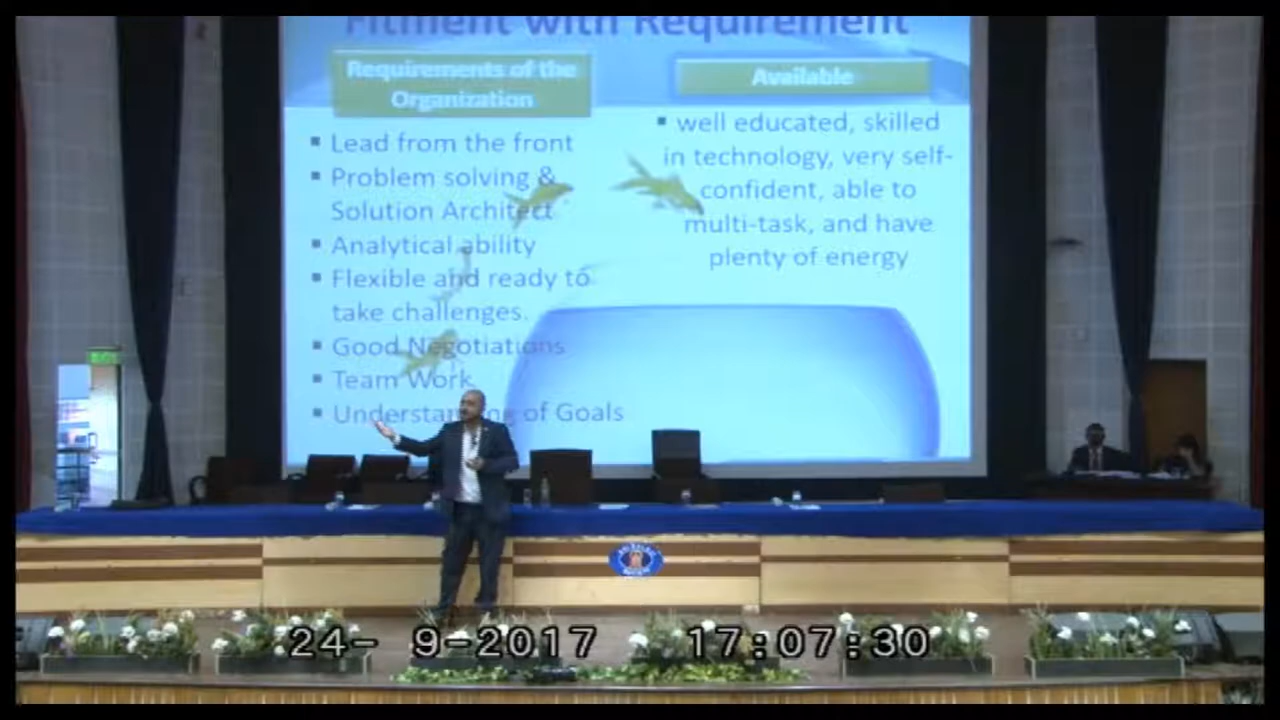 Fitment with Requirement
Requirements of the
Organization
▪ Lead from the front
▪ Problem solving &
Solution Architect
▪ Analytical ability
▪ Flexible and ready to
take challenges.
▪ Good Negotiations
▪ Team Work
▪ Understanding of Goals
Available
▪ well educated, skilled
in technology, very self-
confident, able to
multi-task, and have
plenty of energy
24- 9-2017 17:07:30